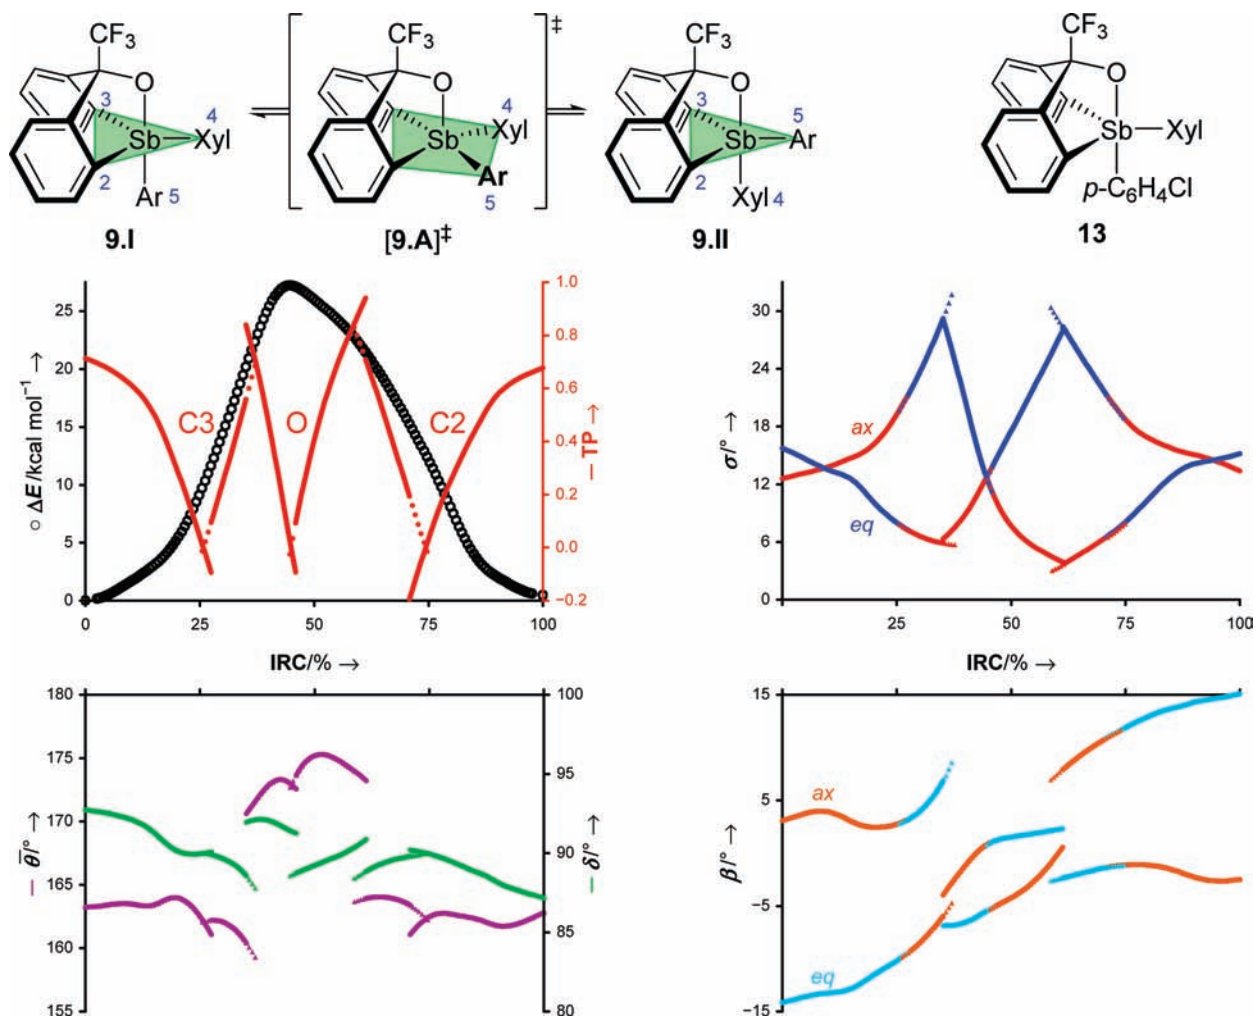 CF₃
O
3
4
Sb
Xyl
2
Ar 5
9.I
‡
CF₃
O
3
4
Sb
Xyl
Ar
5
[9.A]‡
CF₃
O
3
5
Sb
Ar
2
Xyl 4
9.II
CF₃
O
Sb
Xyl
p-C₆H₄Cl
13
○ ΔE/kcal mol⁻¹ →
25
20
15
10
5
0
C3
O
C2
1.0
0.8
0.6
0.4
0.2
0.0
−0.2
— TP →
0 25 50 75 100
IRC/% →
σ/° →
30
24
18
12
6
0
ax
eq
0 25 50 75 100
IRC/% →
— θ̄/° →
180
175
170
165
160
155
100
95
90
85
80
— δ/° →
β/° →
15
5
−5
−15
ax
eq